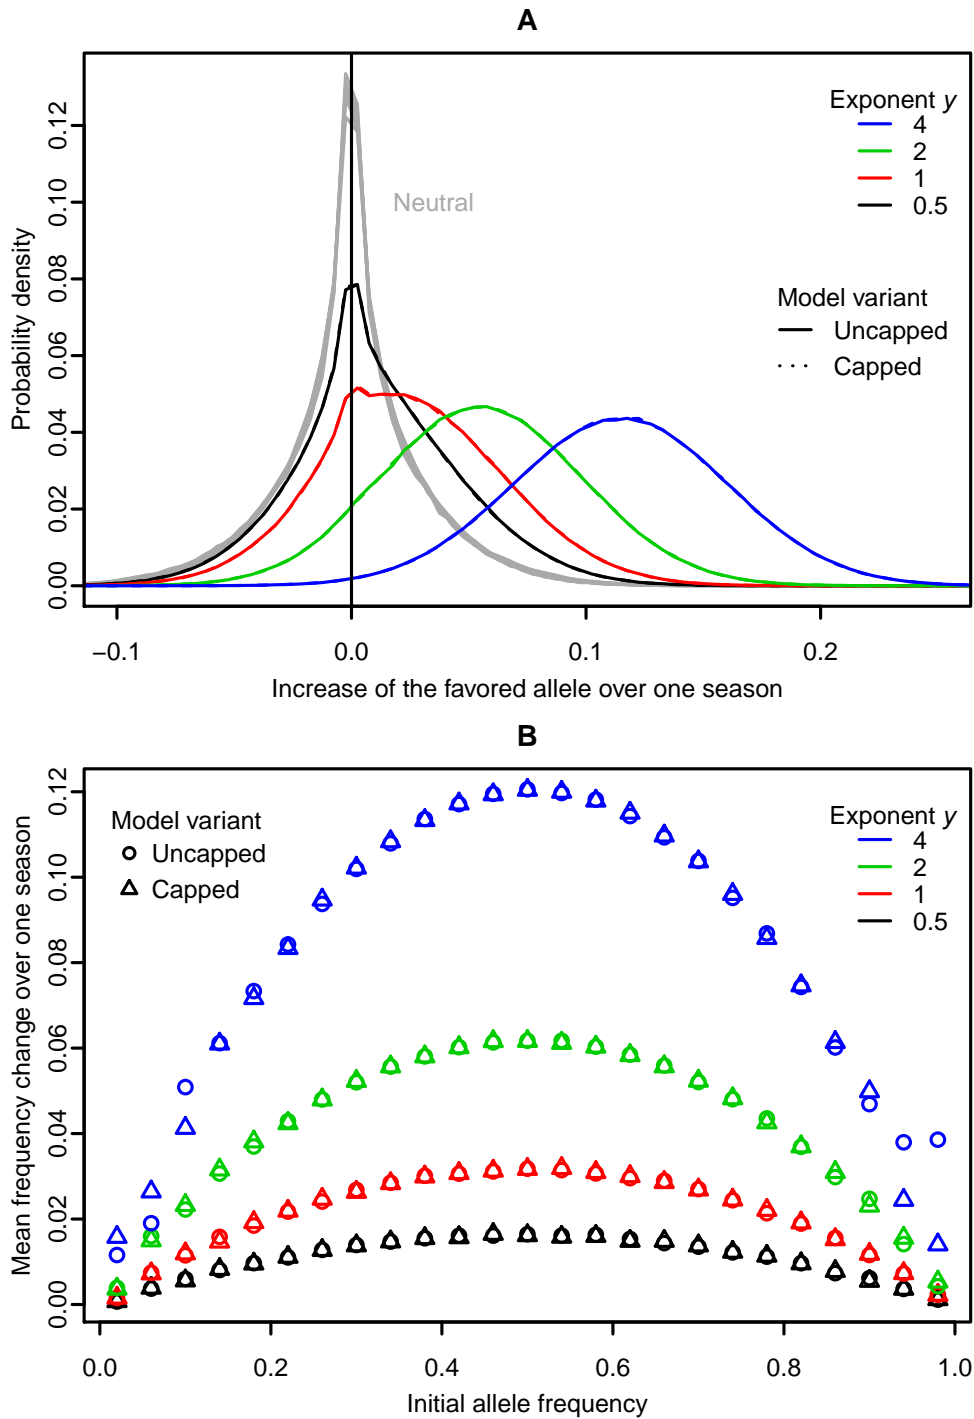 A
Probability density
0.00 0.02 0.04 0.06 0.08 0.10 0.12
Neutral
Exponent y
4
2
1
0.5
Model variant
Uncapped
Capped
−0.1 0.0 0.1 0.2
Increase of the favored allele over one season
B
Mean frequency change over one season
0.00 0.02 0.04 0.06 0.08 0.10 0.12
Model variant
Uncapped
Capped
Exponent y
4
2
1
0.5
0.0 0.2 0.4 0.6 0.8 1.0
Initial allele frequency